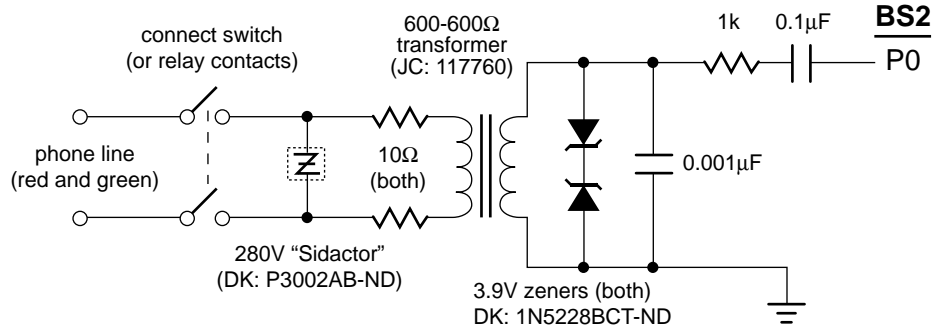 connect switch
(or relay contacts)
phone line
(red and green)
280V “Sidactor”
(DK: P3002AB-ND)
10Ω
(both)
600-600Ω
transformer
(JC: 117760)
3.9V zeners (both)
DK: 1N5228BCT-ND
0.001µF
1k
0.1µF
BS2
P0